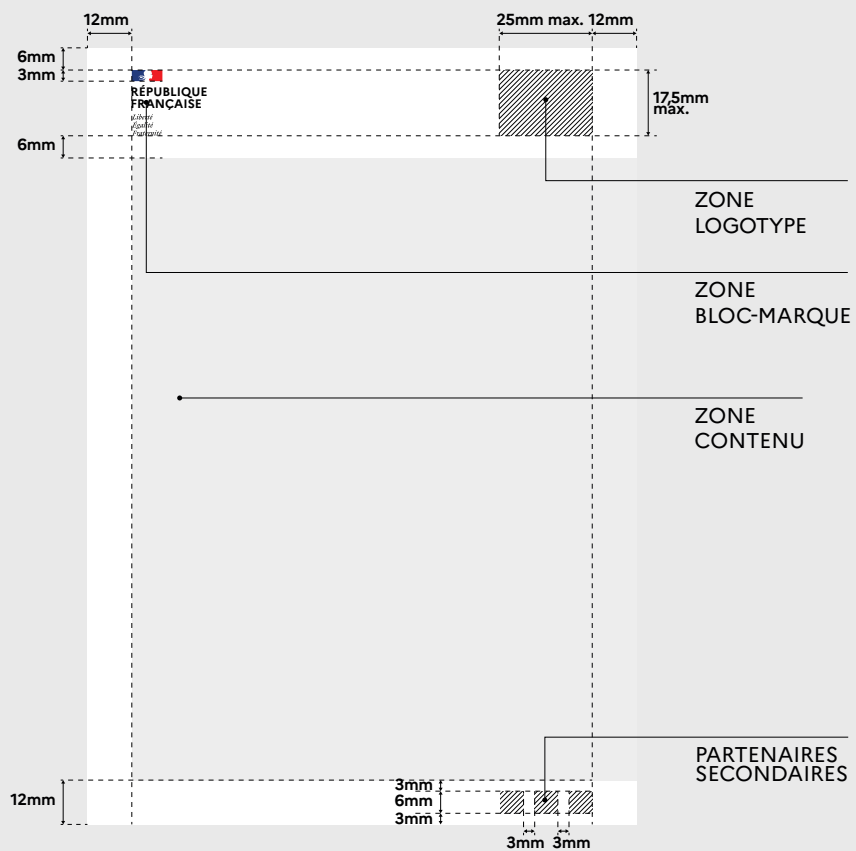 12mm
25mm max.
12mm
6mm
3mm
RÉPUBLIQUE
FRANÇAISE
Liberté
Égalité
Fraternité
17,5mm
max.
6mm
ZONE
LOGOTYPE
ZONE
BLOC-MARQUE
ZONE
CONTENU
PARTENAIRES
SECONDAIRES
12mm
3mm
6mm
3mm
3mm
3mm